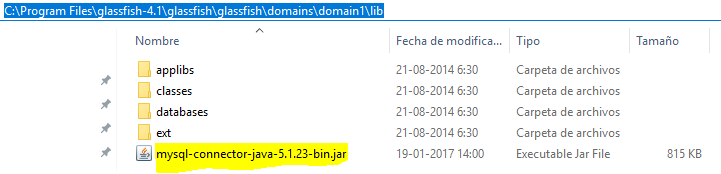 C:\Program Files\glassfish-4.1\glassfish\glassfish\domains\domain1\lib
Nombre Fecha de modifica... Tipo Tamaño
applibs 21-08-2014 6:30 Carpeta de archivos
classes 21-08-2014 6:30 Carpeta de archivos
databases 21-08-2014 6:30 Carpeta de archivos
ext 21-08-2014 6:30 Carpeta de archivos
mysql-connector-java-5.1.23-bin.jar 19-01-2017 14:00 Executable Jar File 815 KB